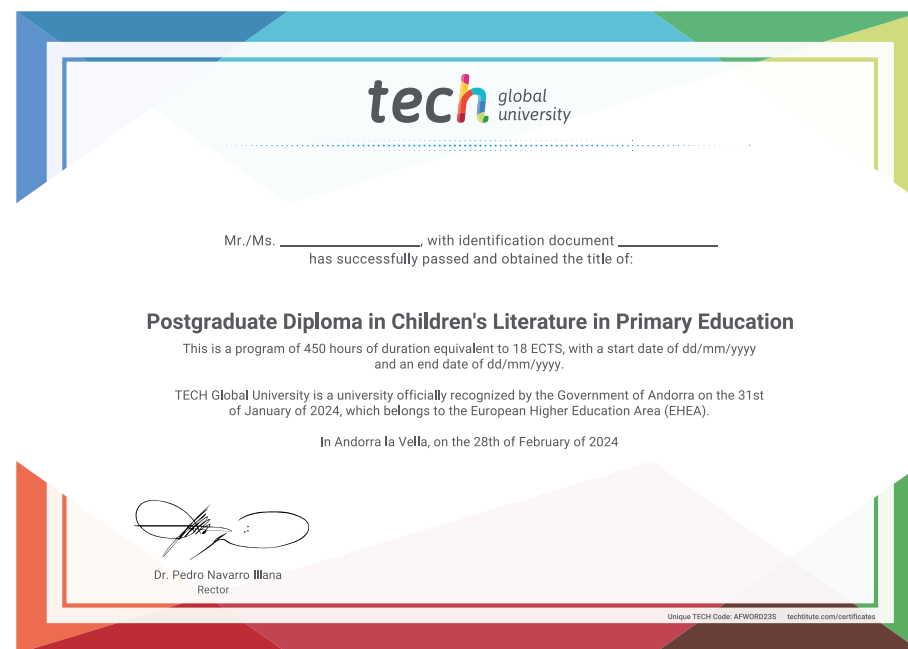 tech global university
Mr./Ms. ____________________, with identification document ______________
has successfully passed and obtained the title of:
Postgraduate Diploma in Children's Literature in Primary Education
This is a program of 450 hours of duration equivalent to 18 ECTS, with a start date of dd/mm/yyyy
and an end date of dd/mm/yyyy.
TECH Global University is a university officially recognized by the Government of Andorra on the 31st
of January of 2024, which belongs to the European Higher Education Area (EHEA).
In Andorra la Vella, on the 28th of February of 2024
Dr. Pedro Navarro Illana
Rector
Unique TECH Code: AFWORD23S techtitute.com/certificates